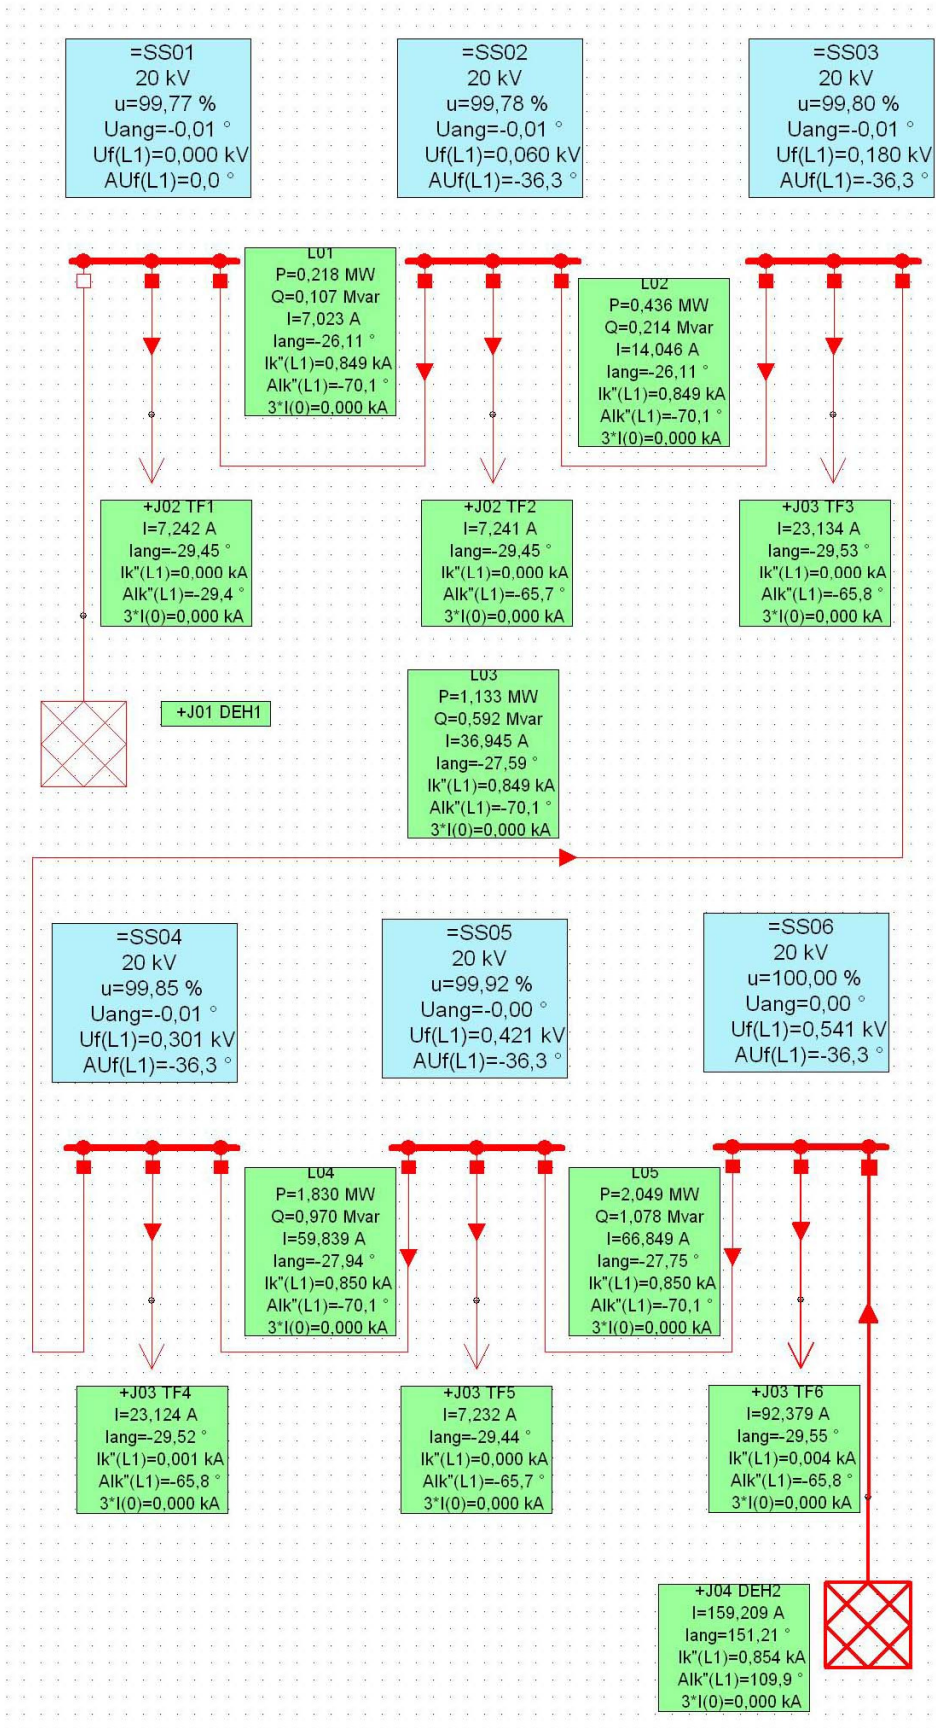 =SS01
20 kV
u=99,77 %
Uang=-0,01 °
Uf(L1)=0,000 kV
AUf(L1)=0,0 °
=SS02
20 kV
u=99,78 %
Uang=-0,01 °
Uf(L1)=0,060 kV
AUf(L1)=-36,3 °
=SS03
20 kV
u=99,80 %
Uang=-0,01 °
Uf(L1)=0,180 kV
AUf(L1)=-36,3 °
L01
P=0,218 MW
Q=0,107 Mvar
I=7,023 A
Iang=-26,11 °
Ik"(L1)=0,849 kA
AIk"(L1)=-70,1 °
3*I(0)=0,000 kA
L02
P=0,436 MW
Q=0,214 Mvar
I=14,046 A
Iang=-26,11 °
Ik"(L1)=0,849 kA
AIk"(L1)=-70,1 °
3*I(0)=0,000 kA
+J02 TF1
I=7,242 A
Iang=-29,45 °
Ik"(L1)=0,000 kA
AIk"(L1)=-29,4 °
3*I(0)=0,000 kA
+J02 TF2
I=7,241 A
Iang=-29,45 °
Ik"(L1)=0,000 kA
AIk"(L1)=-65,7 °
3*I(0)=0,000 kA
+J03 TF3
I=23,134 A
Iang=-29,53 °
Ik"(L1)=0,000 kA
AIk"(L1)=-65,8 °
3*I(0)=0,000 kA
+J01 DEH1
L03
P=1,133 MW
Q=0,592 Mvar
I=36,945 A
Iang=-27,59 °
Ik"(L1)=0,849 kA
AIk"(L1)=-70,1 °
3*I(0)=0,000 kA
=SS04
20 kV
u=99,85 %
Uang=-0,01 °
Uf(L1)=0,301 kV
AUf(L1)=-36,3 °
=SS05
20 kV
u=99,92 %
Uang=-0,00 °
Uf(L1)=0,421 kV
AUf(L1)=-36,3 °
=SS06
20 kV
u=100,00 %
Uang=0,00 °
Uf(L1)=0,541 kV
AUf(L1)=-36,3 °
L04
P=1,830 MW
Q=0,970 Mvar
I=59,839 A
Iang=-27,94 °
Ik"(L1)=0,850 kA
AIk"(L1)=-70,1 °
3*I(0)=0,000 kA
L05
P=2,049 MW
Q=1,078 Mvar
I=66,849 A
Iang=-27,75 °
Ik"(L1)=0,850 kA
AIk"(L1)=-70,1 °
3*I(0)=0,000 kA
+J03 TF4
I=23,124 A
Iang=-29,52 °
Ik"(L1)=0,001 kA
AIk"(L1)=-65,8 °
3*I(0)=0,000 kA
+J03 TF5
I=7,232 A
Iang=-29,44 °
Ik"(L1)=0,000 kA
AIk"(L1)=-65,7 °
3*I(0)=0,000 kA
+J03 TF6
I=92,379 A
Iang=-29,55 °
Ik"(L1)=0,004 kA
AIk"(L1)=-65,8 °
3*I(0)=0,000 kA
+J04 DEH2
I=159,209 A
Iang=151,21 °
Ik"(L1)=0,854 kA
AIk"(L1)=109,9 °
3*I(0)=0,000 kA